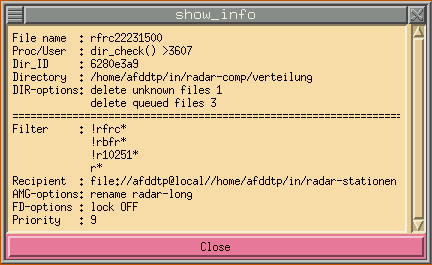 show_info
File name  : rfrc22231500
Proc/User  : dir_check() >3607
Dir_ID     : 6280e3a9
Directory  : /home/afddtp/in/radar-comp/verteilung
DIR-options: delete unknown files 1
             delete queued files 3
================================================================
Filter     : !rfrc*
             !rbfr*
             !r10251*
             r*
Recipient  : file://afddtp@local//home/afddtp/in/radar-stationen
AMG-options: rename radar-long
FD-options : lock OFF
Priority   : 9
Close